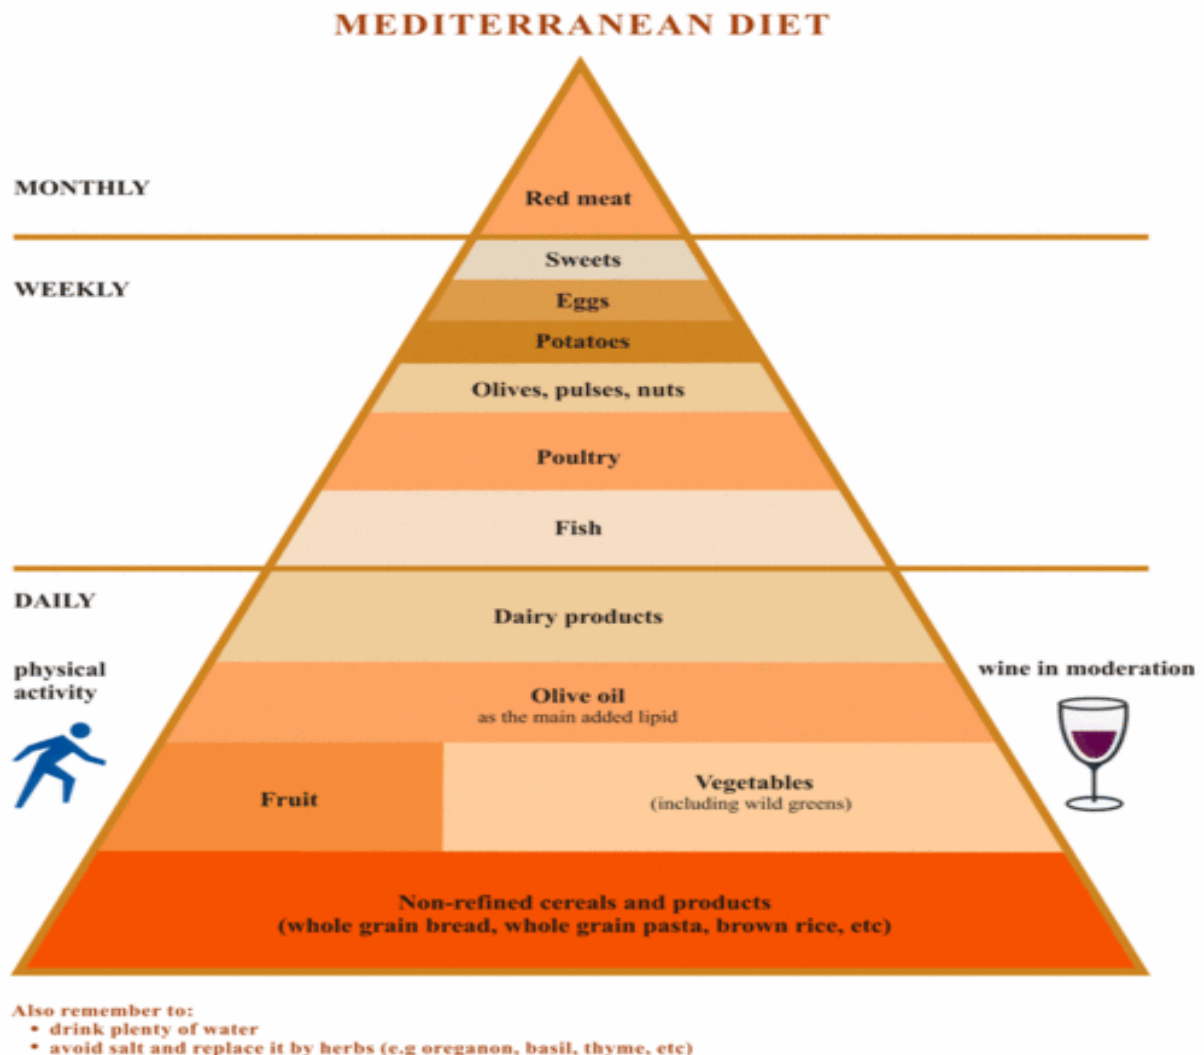 MEDITERRANEAN DIET
MONTHLY
Red meat
WEEKLY
Sweets
Eggs
Potatoes
Olives, pulses, nuts
Poultry
Fish
DAILY
Dairy products
physical
activity
wine in moderation
Olive oil
as the main added lipid
Fruit
Vegetables
(including wild greens)
Non-refined cereals and products
(whole grain bread, whole grain pasta, brown rice, etc)
Also remember to:
• drink plenty of water
• avoid salt and replace it by herbs (e.g oreganon, basil, thyme, etc)